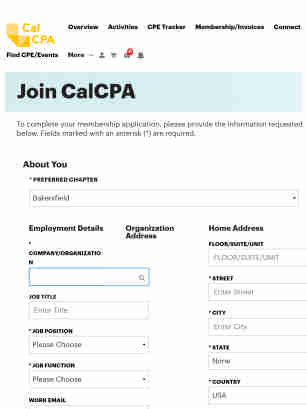 Cal
CPA
Overview Activities CPE Tracker Membership/Invoices Connect
Find CPE/Events More
Join CalCPA
To complete your membership application, please provide the information requested
below. Fields marked with an asterisk (*) are required.
About You
* PREFERRED CHAPTER
Bakersfield
Employment Details
*
COMPANY/ORGANIZATIO
N
JOB TITLE
Enter Title
* JOB POSITION
Please Choose
* JOB FUNCTION
Please Choose
WORK EMAIL
Organization
Address
Home Address
FLOOR/SUITE/UNIT
FLOOR/SUITE/UNIT
* STREET
Enter Street
* CITY
Enter City
* STATE
None
* COUNTRY
USA